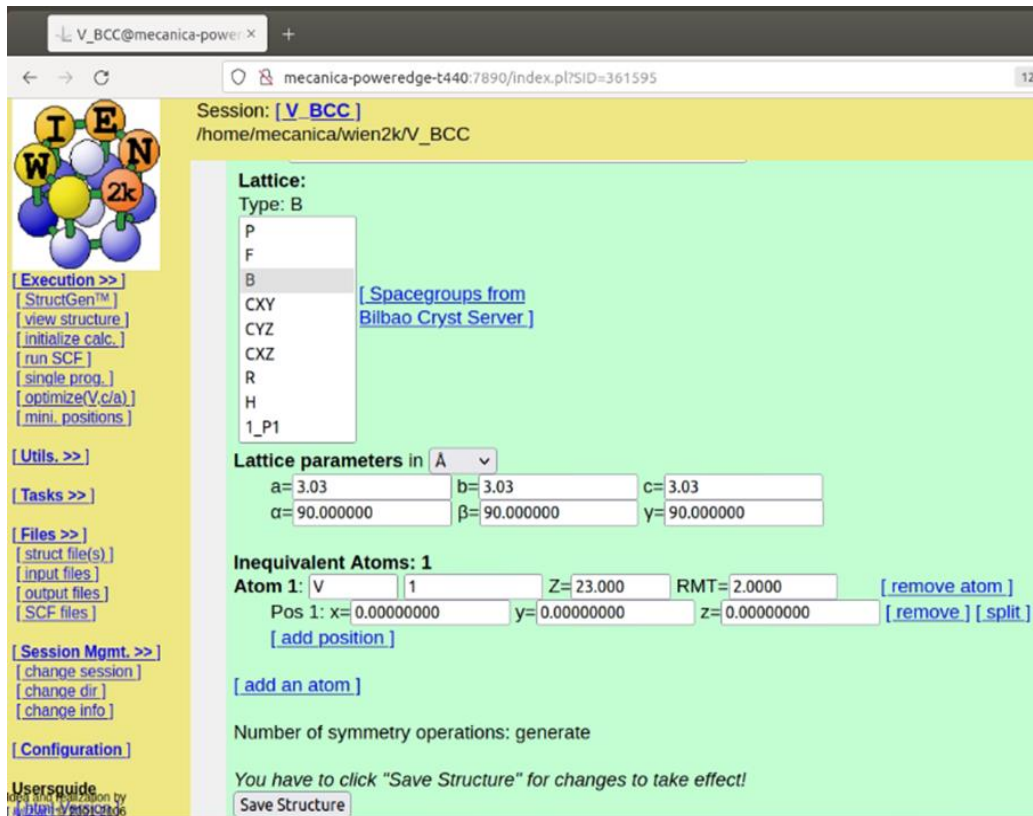 V_BCC@mecanica-power × +
mecanica-poweredge-t440:7890/index.pl?SID=361595 12
Session: [ V_BCC ]
/home/mecanica/wien2k/V_BCC
W I E N 2k
[ Execution >> ]
[ StructGen™ ]
[ view structure ]
[ initialize calc. ]
[ run SCF ]
[ single prog. ]
[ optimize(V,c/a) ]
[ mini. positions ]
[ Utils. >> ]
[ Tasks >> ]
[ Files >> ]
[ struct file(s) ]
[ input files ]
[ output files ]
[ SCF files ]
[ Session Mgmt. >> ]
[ change session ]
[ change dir ]
[ change info ]
[ Configuration ]
Usersguide
Idea and realization by
Lattice:
Type: B
P
F
B
CXY
CYZ
CXZ
R
H
1_P1
[ Spacegroups from
Bilbao Cryst Server ]
Lattice parameters in Å
a= 3.03 b= 3.03 c= 3.03
α= 90.000000 β= 90.000000 γ= 90.000000
Inequivalent Atoms: 1
Atom 1: V 1 Z= 23.000 RMT= 2.0000 [ remove atom ]
Pos 1: x= 0.00000000 y= 0.00000000 z= 0.00000000 [ remove ] [ split ]
[ add position ]
[ add an atom ]
Number of symmetry operations: generate
You have to click "Save Structure" for changes to take effect!
Save Structure